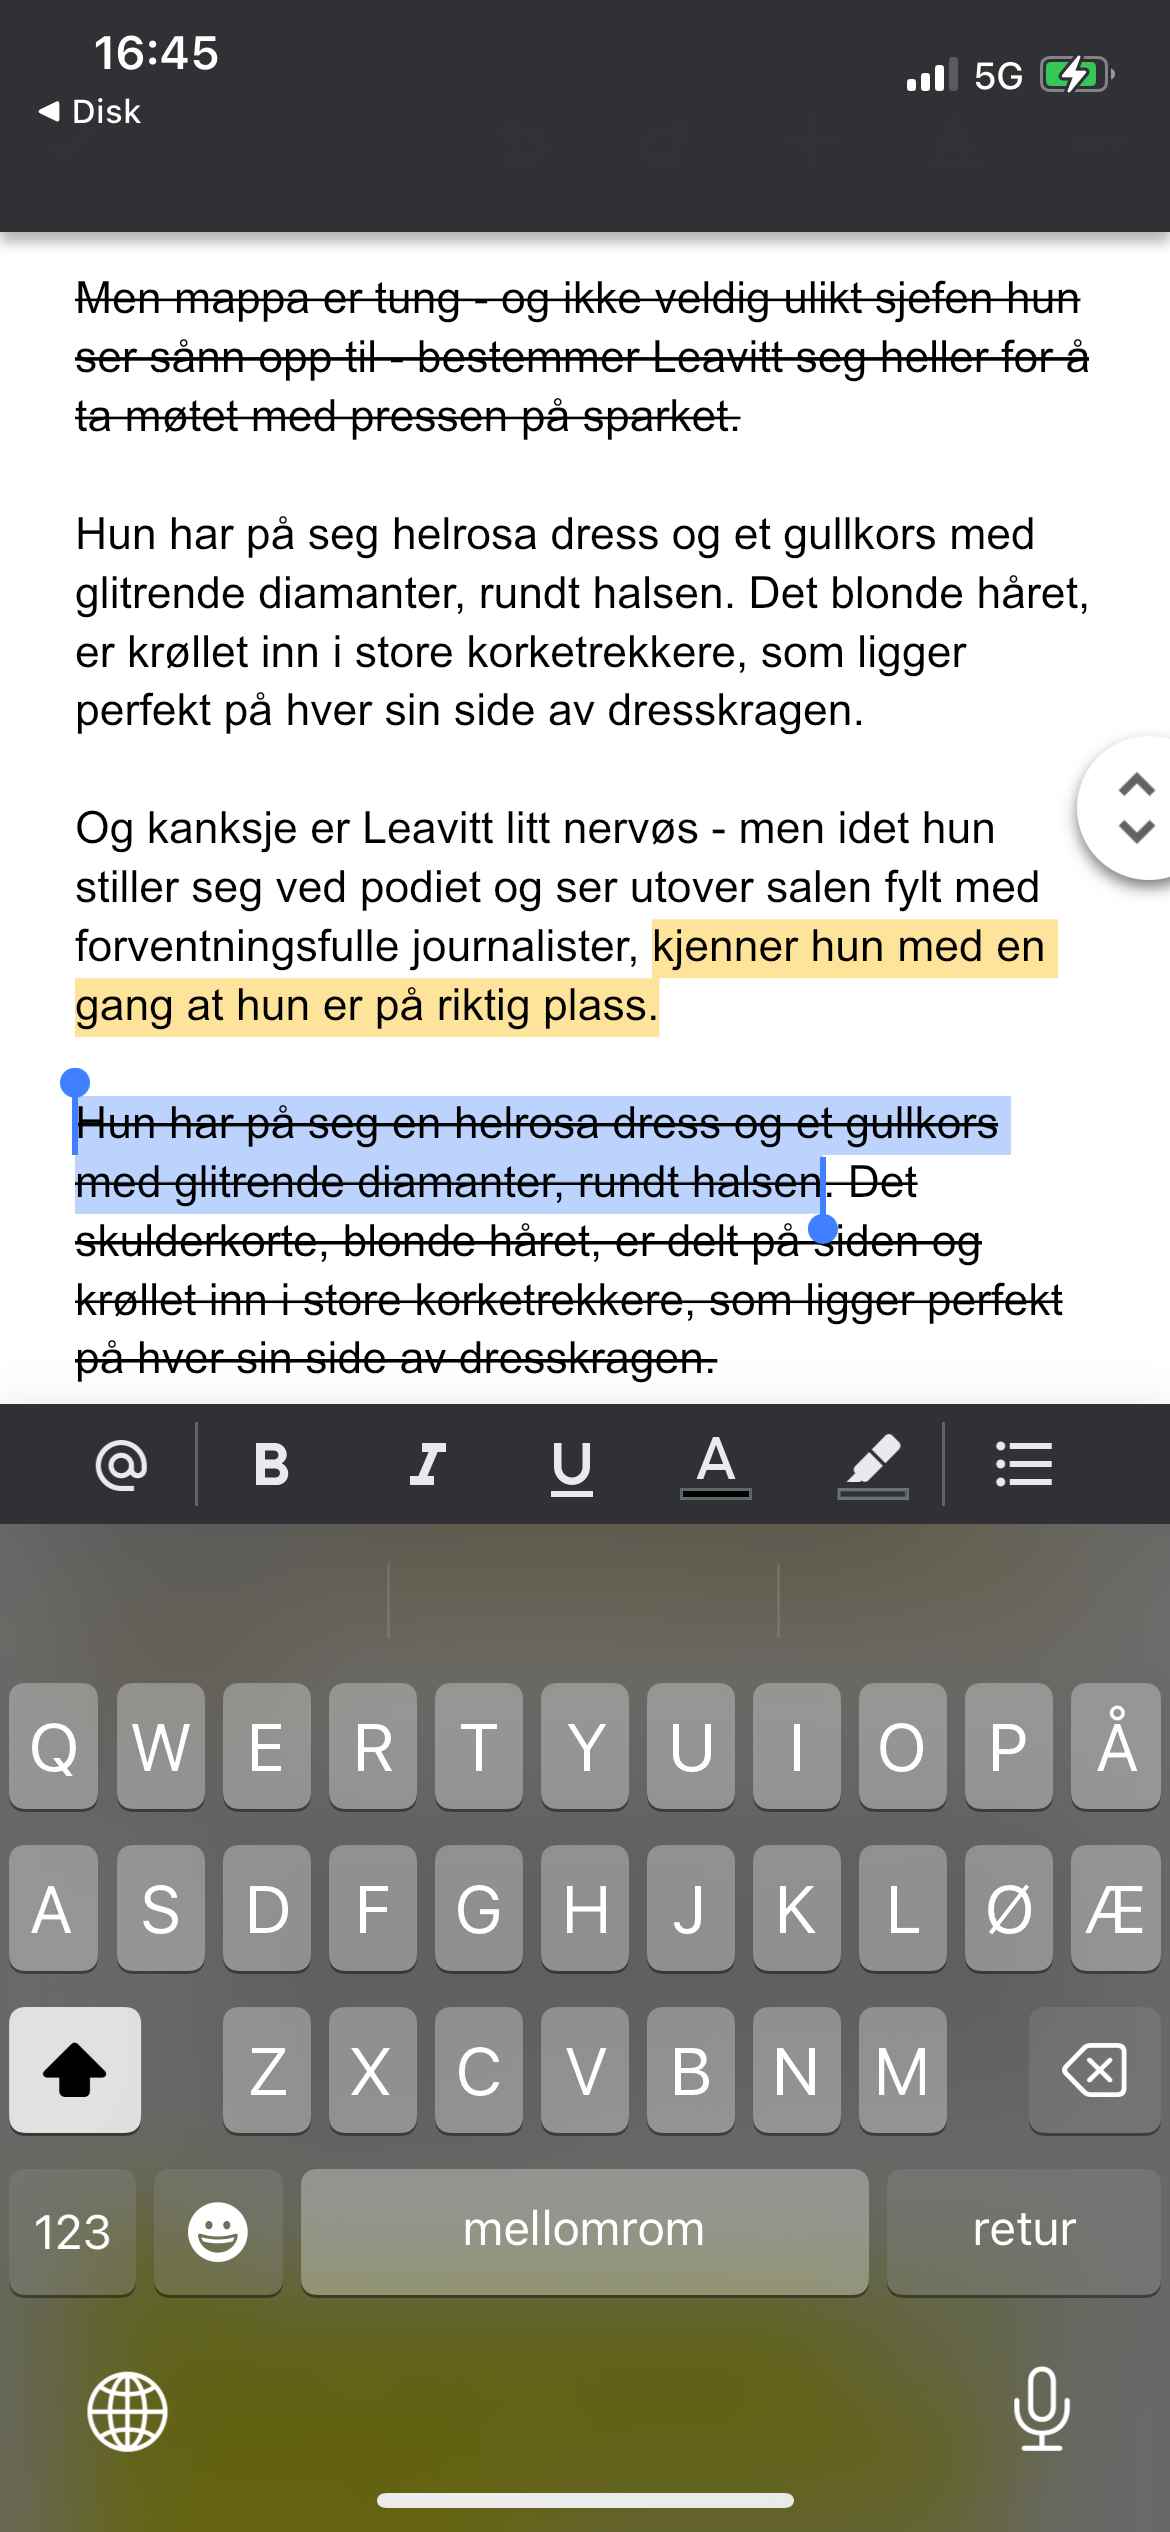 16:45
5G
◀ Disk
Men mappa er tung - og ikke veldig ulikt sjefen hun
ser sånn opp til - bestemmer Leavitt seg heller for å
ta møtet med pressen på sparket.
Hun har på seg helrosa dress og et gullkors med
glitrende diamanter, rundt halsen. Det blonde håret,
er krøllet inn i store korketrekkere, som ligger
perfekt på hver sin side av dresskragen.
Og kanksje er Leavitt litt nervøs - men idet hun
stiller seg ved podiet og ser utover salen fylt med
forventningsfulle journalister, kjenner hun med en
gang at hun er på riktig plass.
Hun har på seg en helrosa dress og et gullkors
med glitrende diamanter, rundt halsen. Det
skulderkorte, blonde håret, er delt på siden og
krøllet inn i store korketrekkere, som ligger perfekt
på hver sin side av dresskragen.
@ B I U A
Q W E R T Y U I O P Å
A S D F G H J K L Ø Æ
Z X C V B N M
123 mellomrom retur